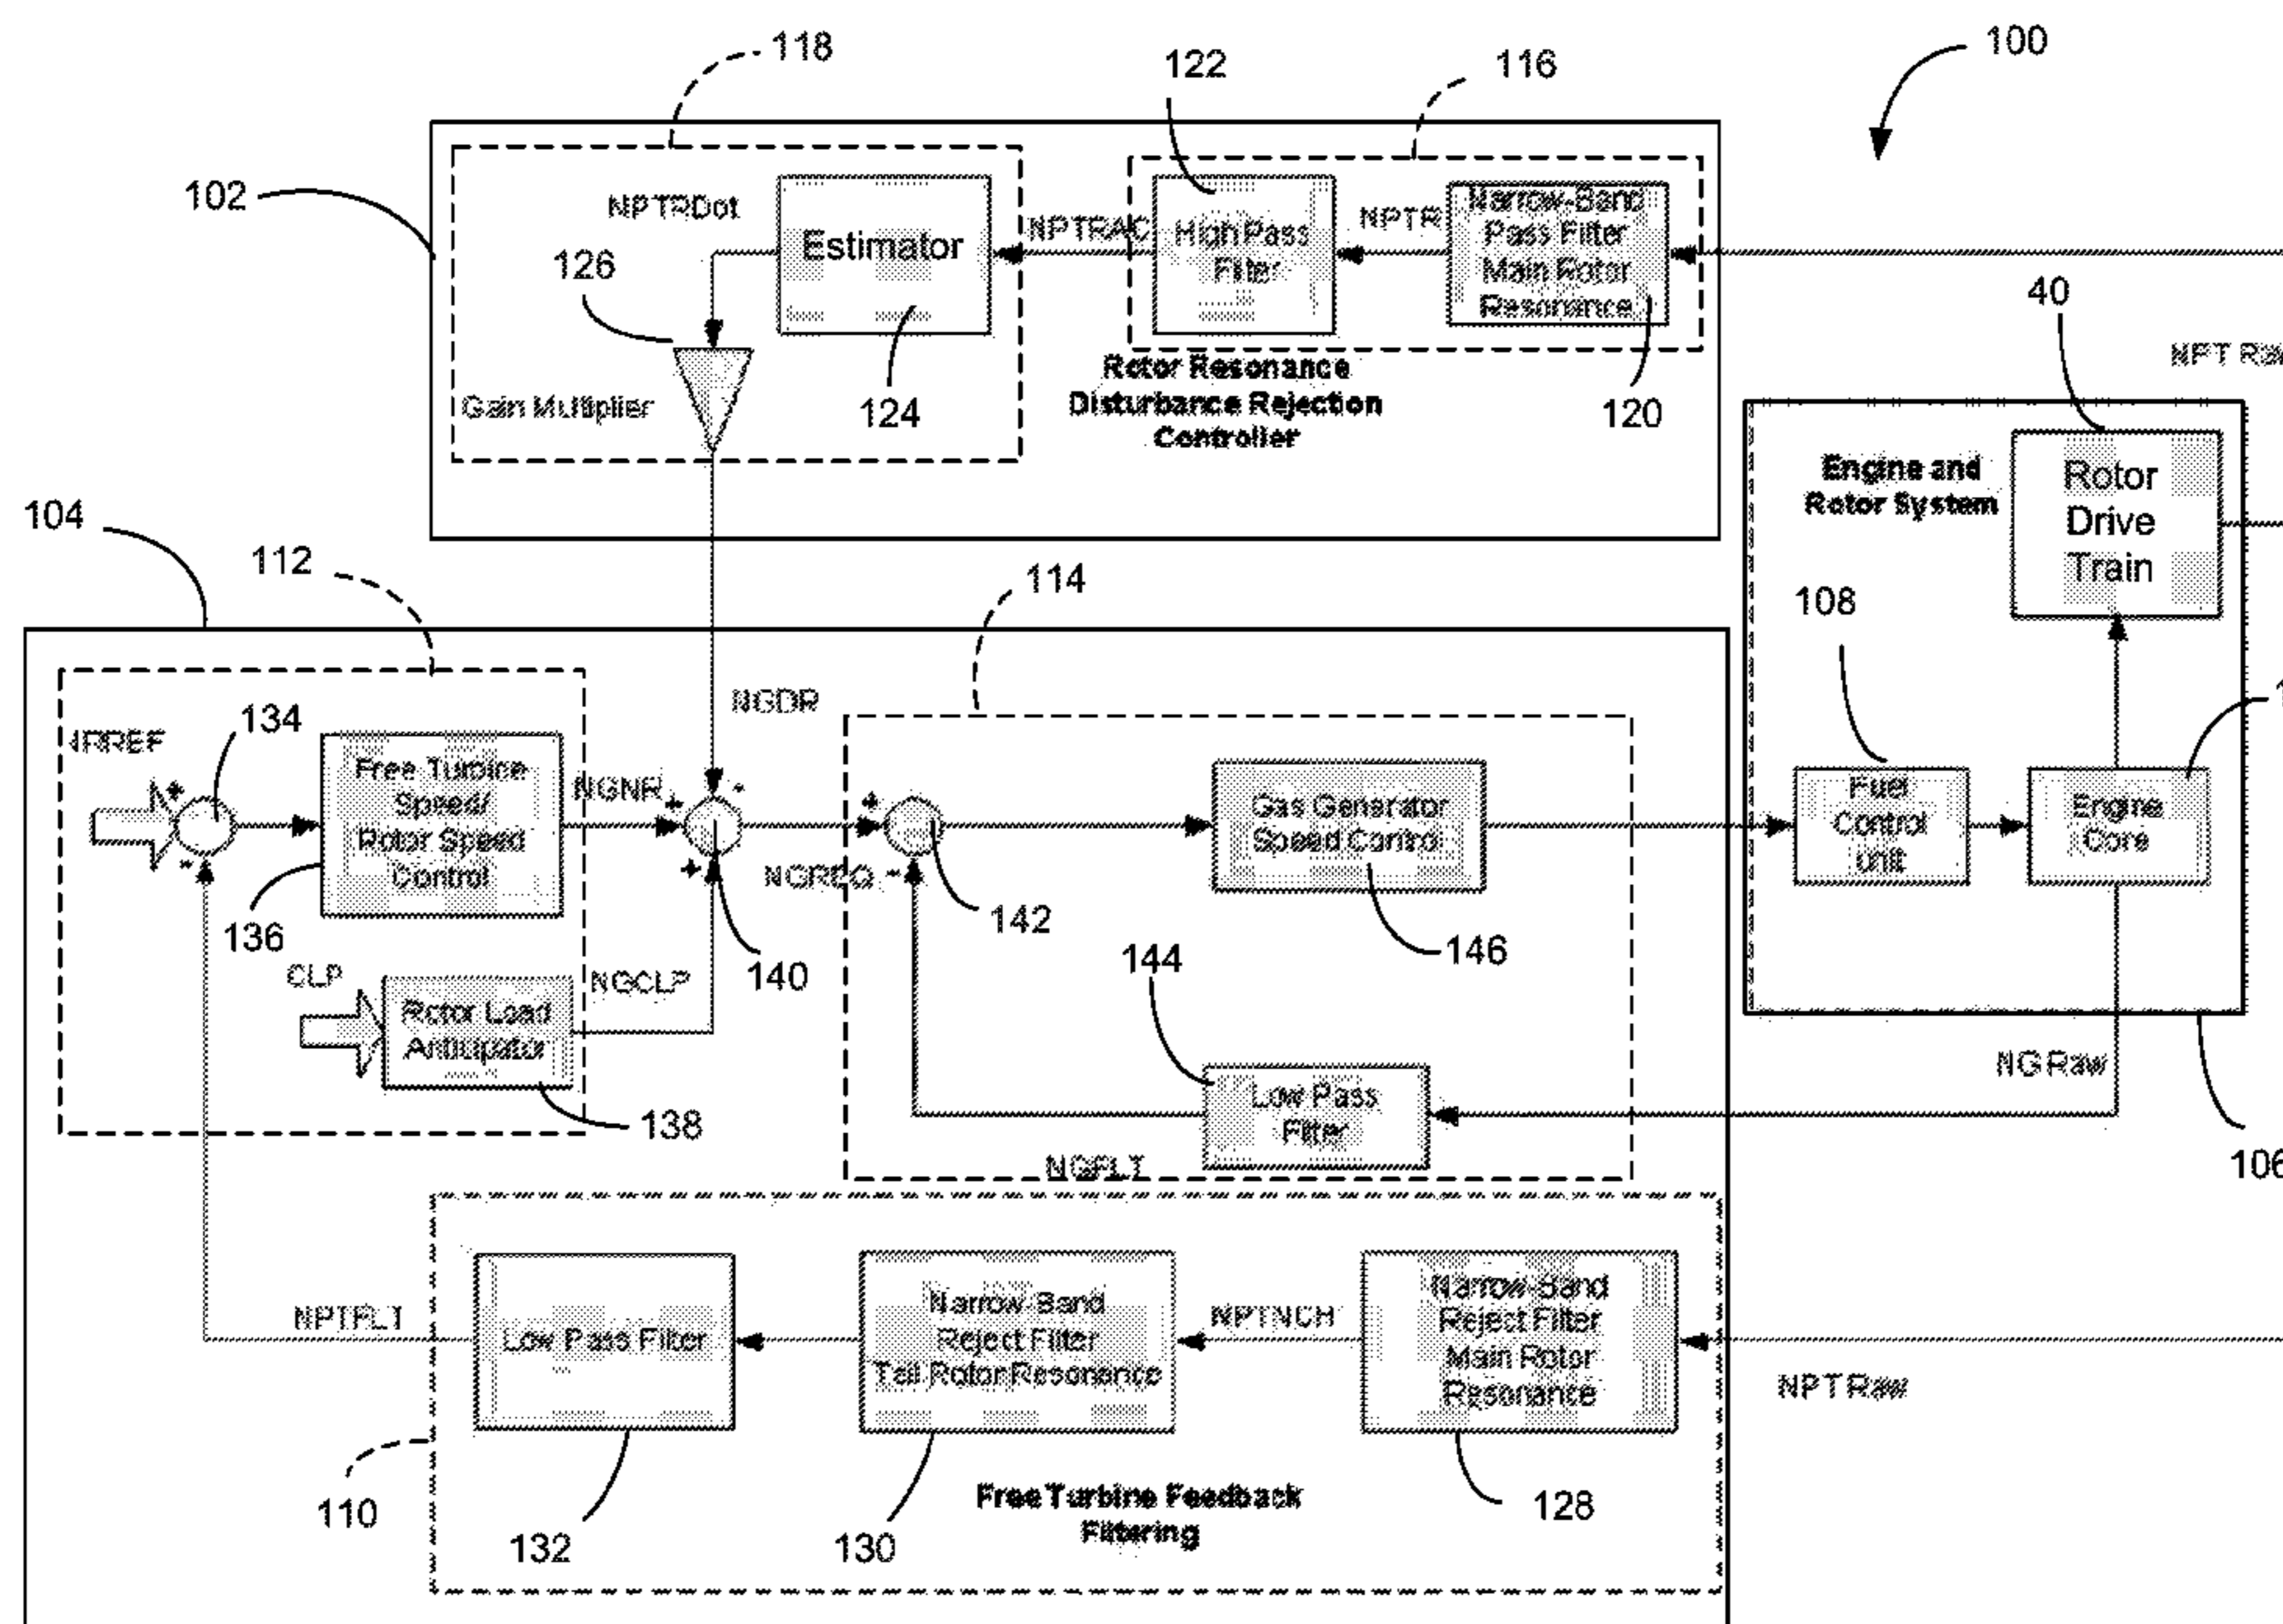 118
122
116
100
102
NPTRDot
126
Estimator
NPTRAC
High Pass
Filter
NPTR
Narrow-Band
Pass Filter
Main Rotor
Resonance
40
NPT Raw
Gain Multiplier
124
Rotor Resonance
Disturbance Rejection
Controller
120
Engine and
Rotor System
Rotor
Drive
Train
104
112
114
108
NGDR
134
NRREF
+
-
Free Turbine
Speed/
Rotor Speed
Control
NGNR
+
-
+
NGREQ
+
-
Gas Generator
Speed Control
Fuel
Control
unit
Engine
Core
136
142
146
140
CLP
Rotor Load
Anticipator
NGCLP
144
138
Low Pass
Filter
NGFLT
NG Raw
106
NPTFLT
Low Pass Filter
Narrow-Band
Reject Filter
Tail Rotor Resonance
NPTNCH
Narrow-Band
Reject Filter
Main Rotor
Resonance
NPT Raw
110
132
130
Free Turbine Feedback
Filtering
128